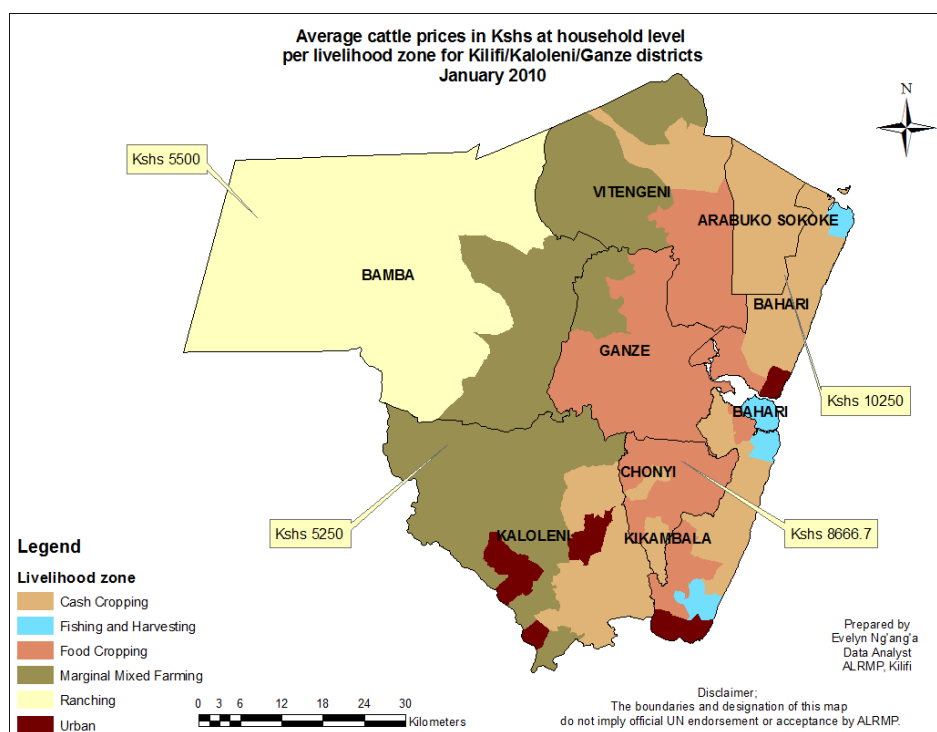 Average cattle prices in Kshs at household level
per livelihood zone for Kilifi/Kaloleni/Ganze districts
January 2010
N
Kshs 5500
VITENGENI
ARABUKO SOKOKE
BAMBA
BAHARI
GANZE
Kshs 10250
BAHARI
CHONYI
Kshs 5250
KALOLENI
KIKAMBALA
Kshs 8666.7
Legend
Livelihood zone
Cash Cropping
Fishing and Harvesting
Food Cropping
Marginal Mixed Farming
Ranching
Urban
0 3 6 12 18 24 30
Kilometers
Prepared by
Evelyn Ng'ang'a
Data Analyst
ALRMP, Kilifi
Disclaimer;
The boundaries and designation of this map
do not imply official UN endorsement or acceptance by ALRMP.